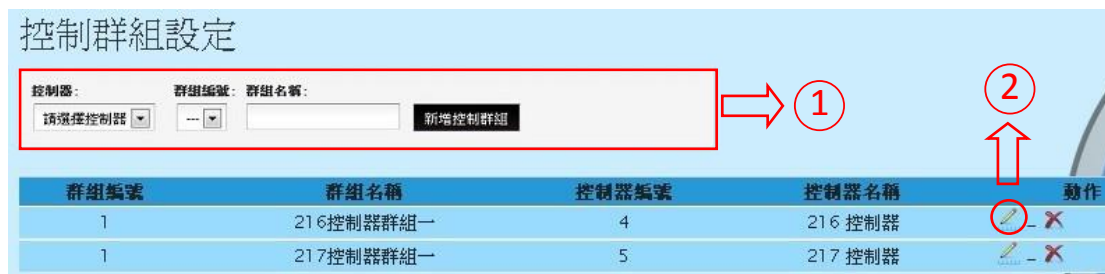 控制群組設定
控制器: 群組編號: 群組名稱:
請選擇控制器 --- 新增控制群組
① ②
群組編號 群組名稱 控制器編號 控制器名稱 動作
1 216控制器群組一 4 216 控制器 -
1 217控制器群組一 5 217 控制器 -